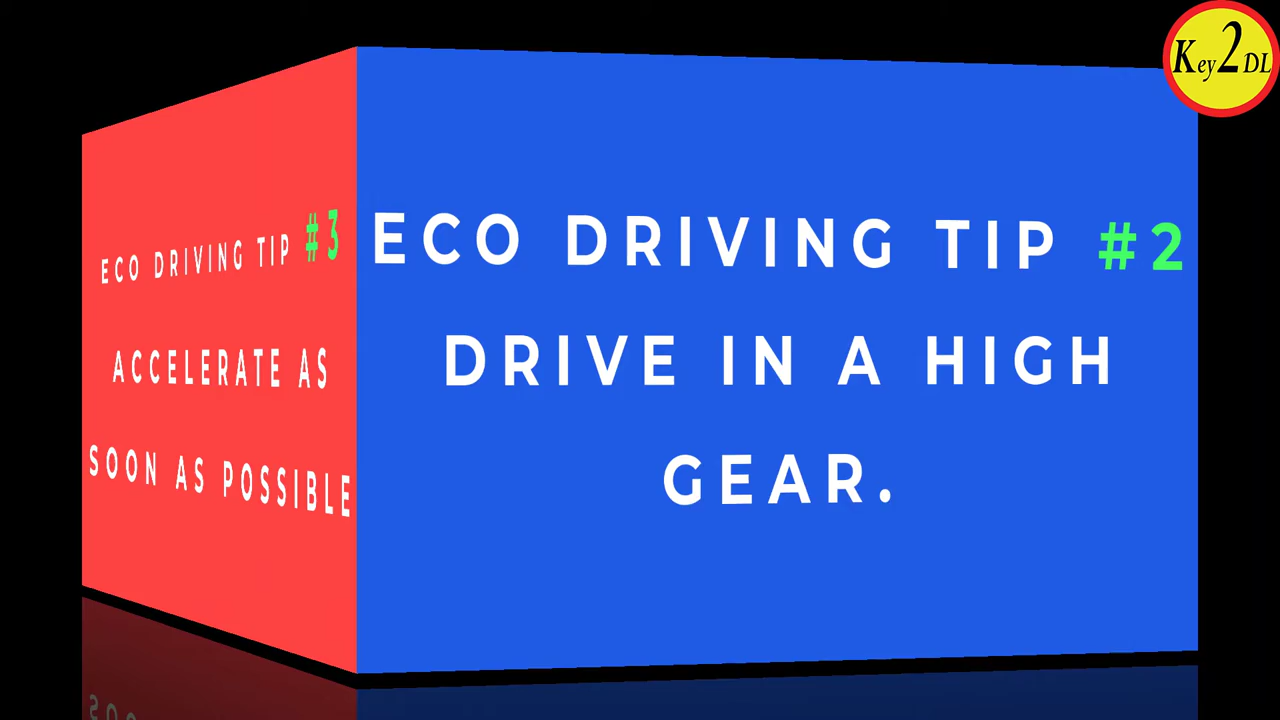 Key2DL
ECO DRIVING TIP #3
ACCELERATE AS
SOON AS POSSIBLE
ECO DRIVING TIP #2
DRIVE IN A HIGH
GEAR.